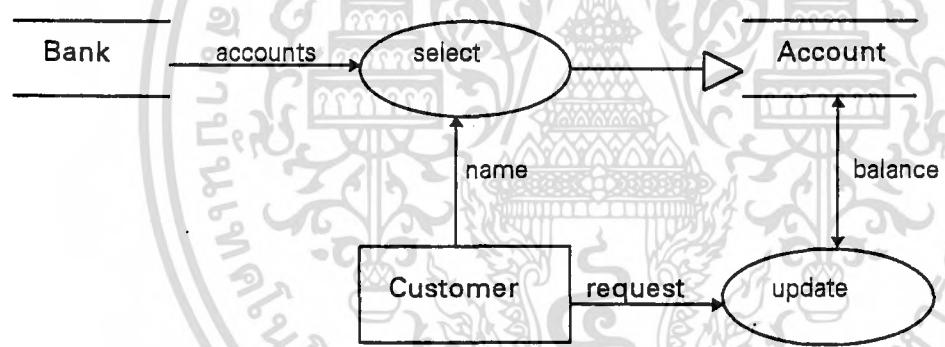 Bank
accounts
select
Account
name
balance
Customer
request
update